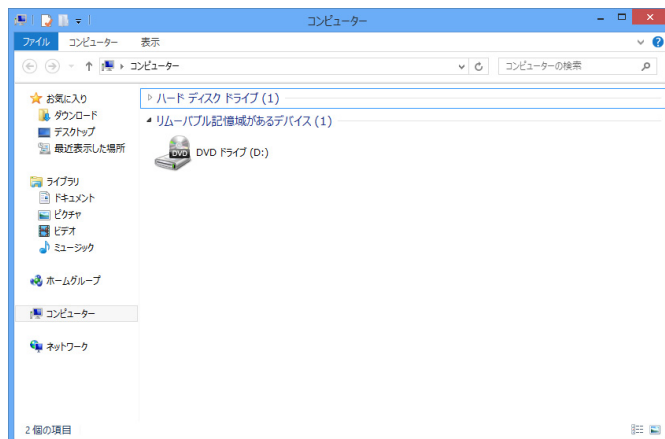 コンピューター
ファイル コンピューター 表示
コンピューター コンピューターの検索
お気に入り
ダウンロード
デスクトップ
最近表示した場所
ライブラリ
ドキュメント
ピクチャ
ビデオ
ミュージック
ホームグループ
コンピューター
ネットワーク
ハード ディスク ドライブ (1)
リムーバブル記憶域があるデバイス (1)
DVD
DVD ドライブ (D:)
2 個の項目